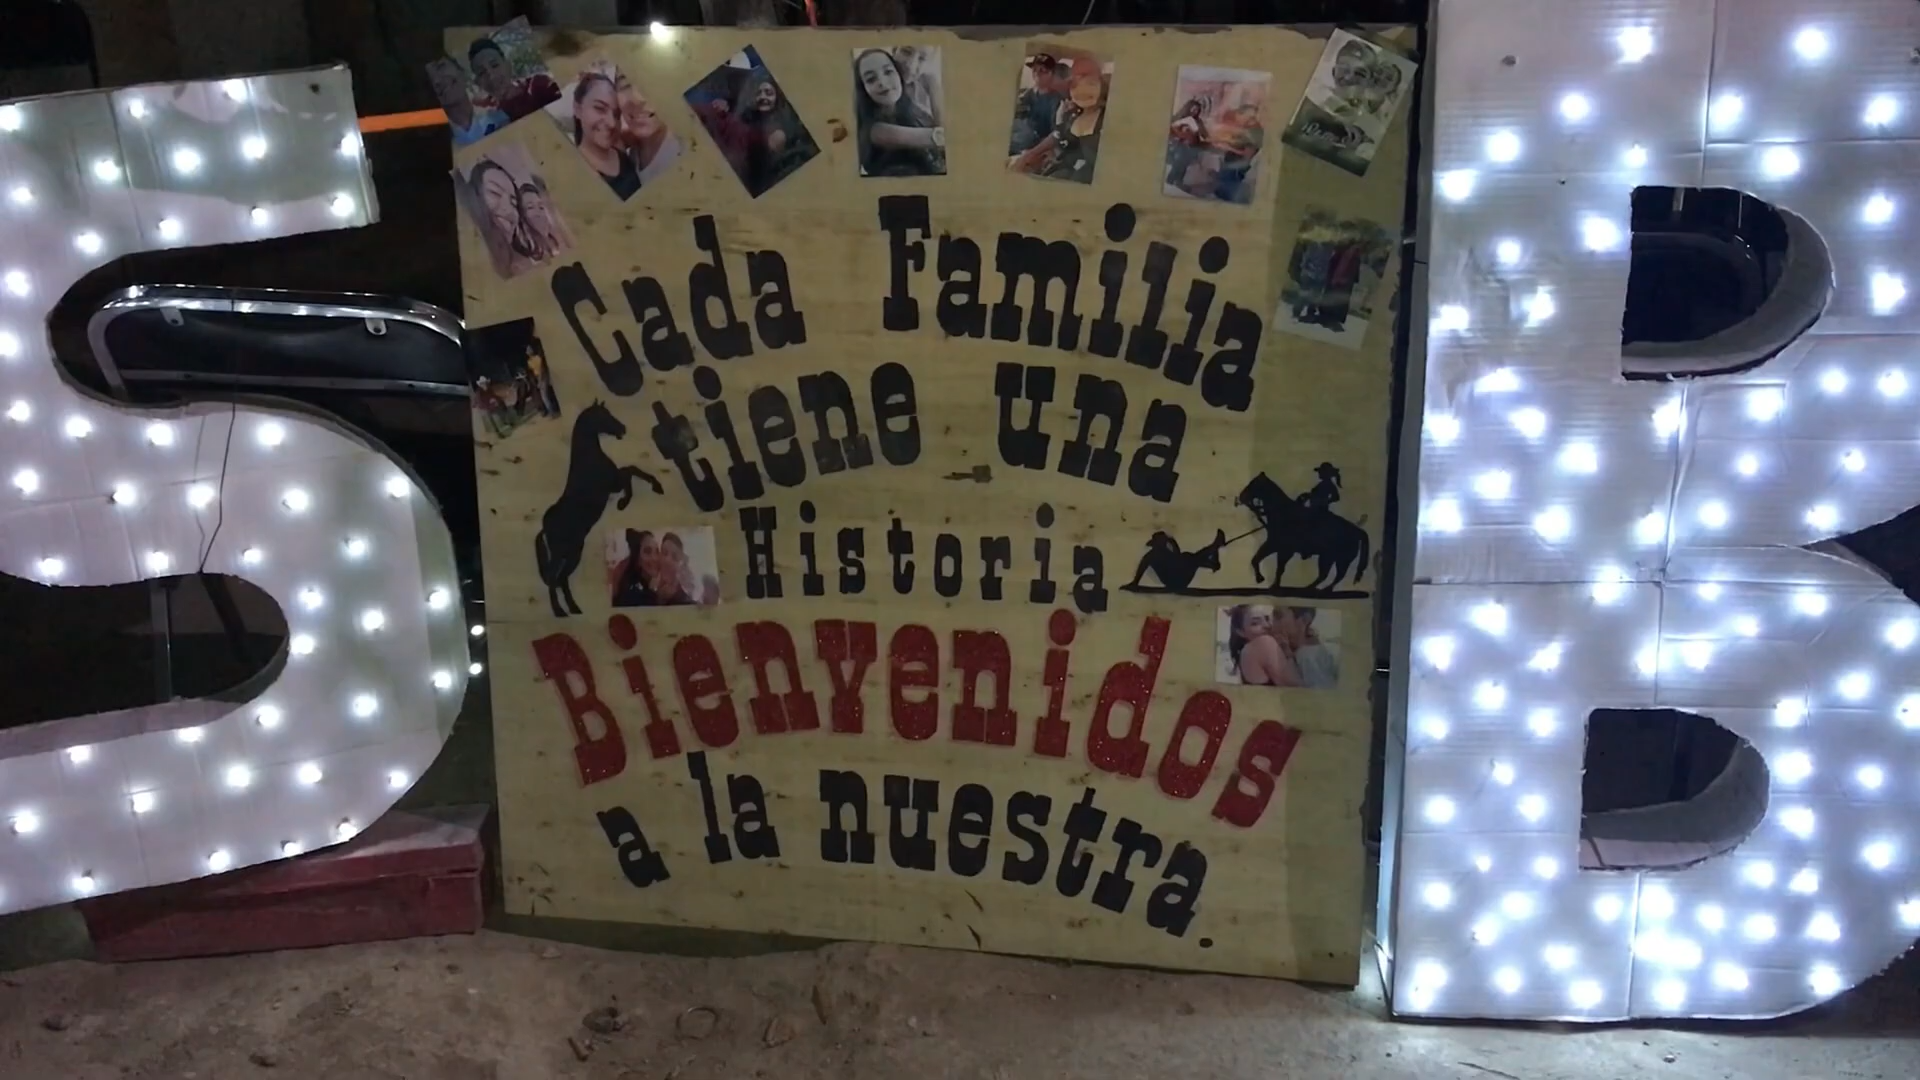 S
B
Cada Familia
tiene una
Historia
Bienvenidos
a la nuestra.